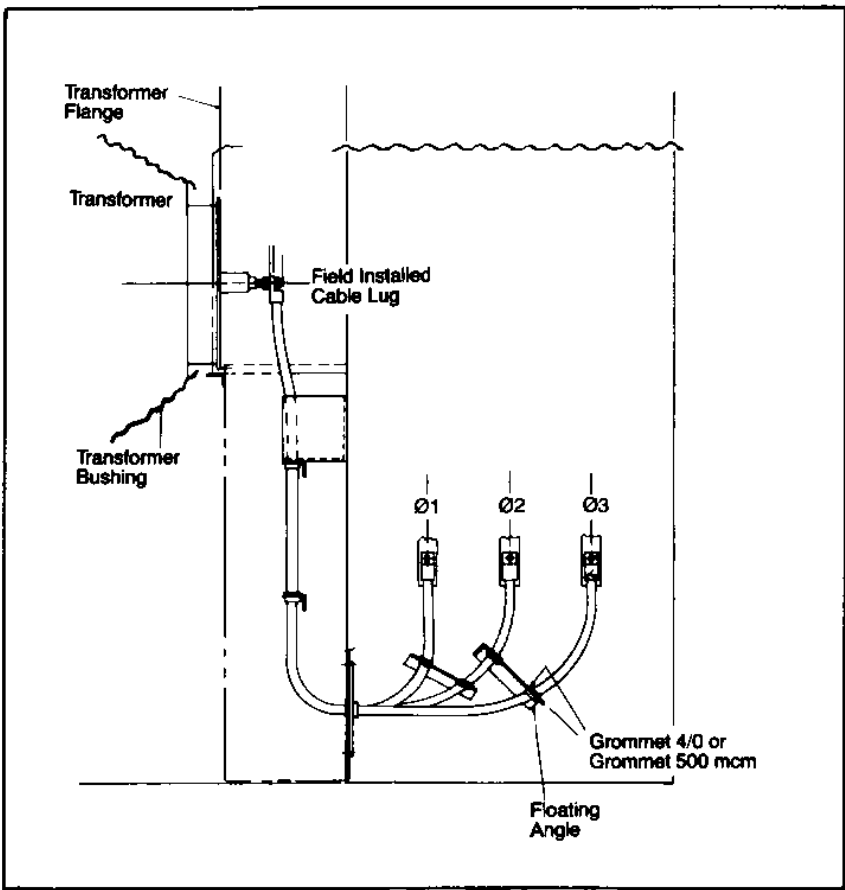 Transformer
Flange
Transformer
Field Installed
Cable Lug
Transformer
Bushing
Ø1
Ø2
Ø3
Grommet 4/0 or
Grommet 500 mcm
Floating
Angle